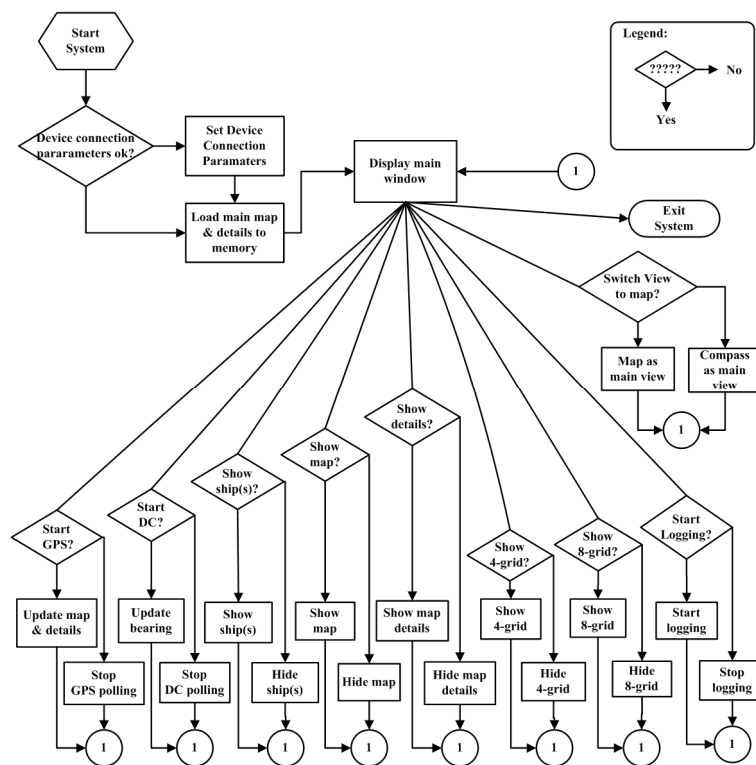 Start
System
Legend:
?????
No
Yes
Device connection
pararameters ok?
Set Device
Connection
Paramaters
Display main
window
1
Load main map
& details to
memory
Exit
System
Switch View
to map?
Map as
main view
Compass
as main
view
1
Show
details?
Show
map?
Show
ship(s)?
Start
DC?
Start
GPS?
Show
4-grid?
Show
8-grid?
Start
Logging?
Update map
& details
Update
bearing
Show
ship(s)
Show
map
Show map
details
Show
4-grid
Show
8-grid
Start
logging
Stop
GPS polling
Stop
DC polling
Hide
ship(s)
Hide map
Hide map
details
Hide
4-grid
Hide
8-grid
Stop
logging
1
1
1
1
1
1
1
1